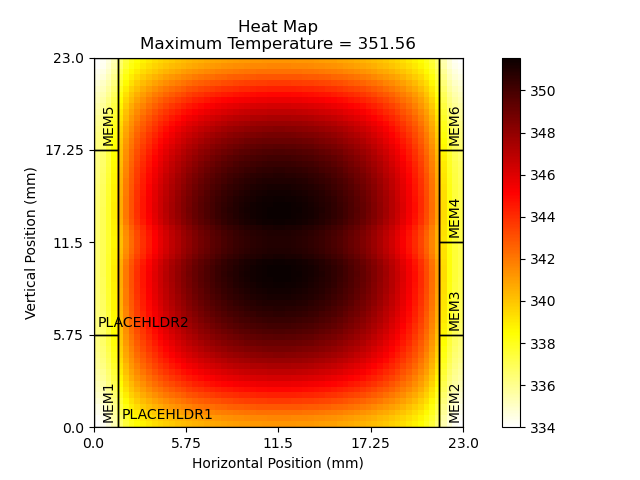 Heat Map
Maximum Temperature = 351.56
23.0
17.25
11.5
5.75
0.0
Vertical Position (mm)
MEM5
MEM6
MEM4
MEM3
PLACEHLDR2
MEM1
PLACEHLDR1
MEM2
0.0 5.75 11.5 17.25 23.0
Horizontal Position (mm)
350
348
346
344
342
340
338
336
334